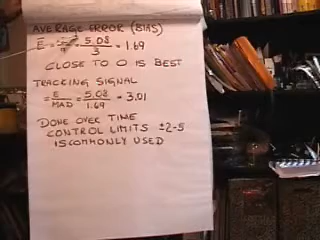 AVERAGE ERROR (BIAS)
E = = 5.08 / 3 = 1.69
CLOSE TO 0 IS BEST
TRACKING SIGNAL
= E / MAD = 5.08 / 1.69 = 3.01
DONE OVER TIME
CONTROL LIMITS ±2-5
IS COMMONLY USED